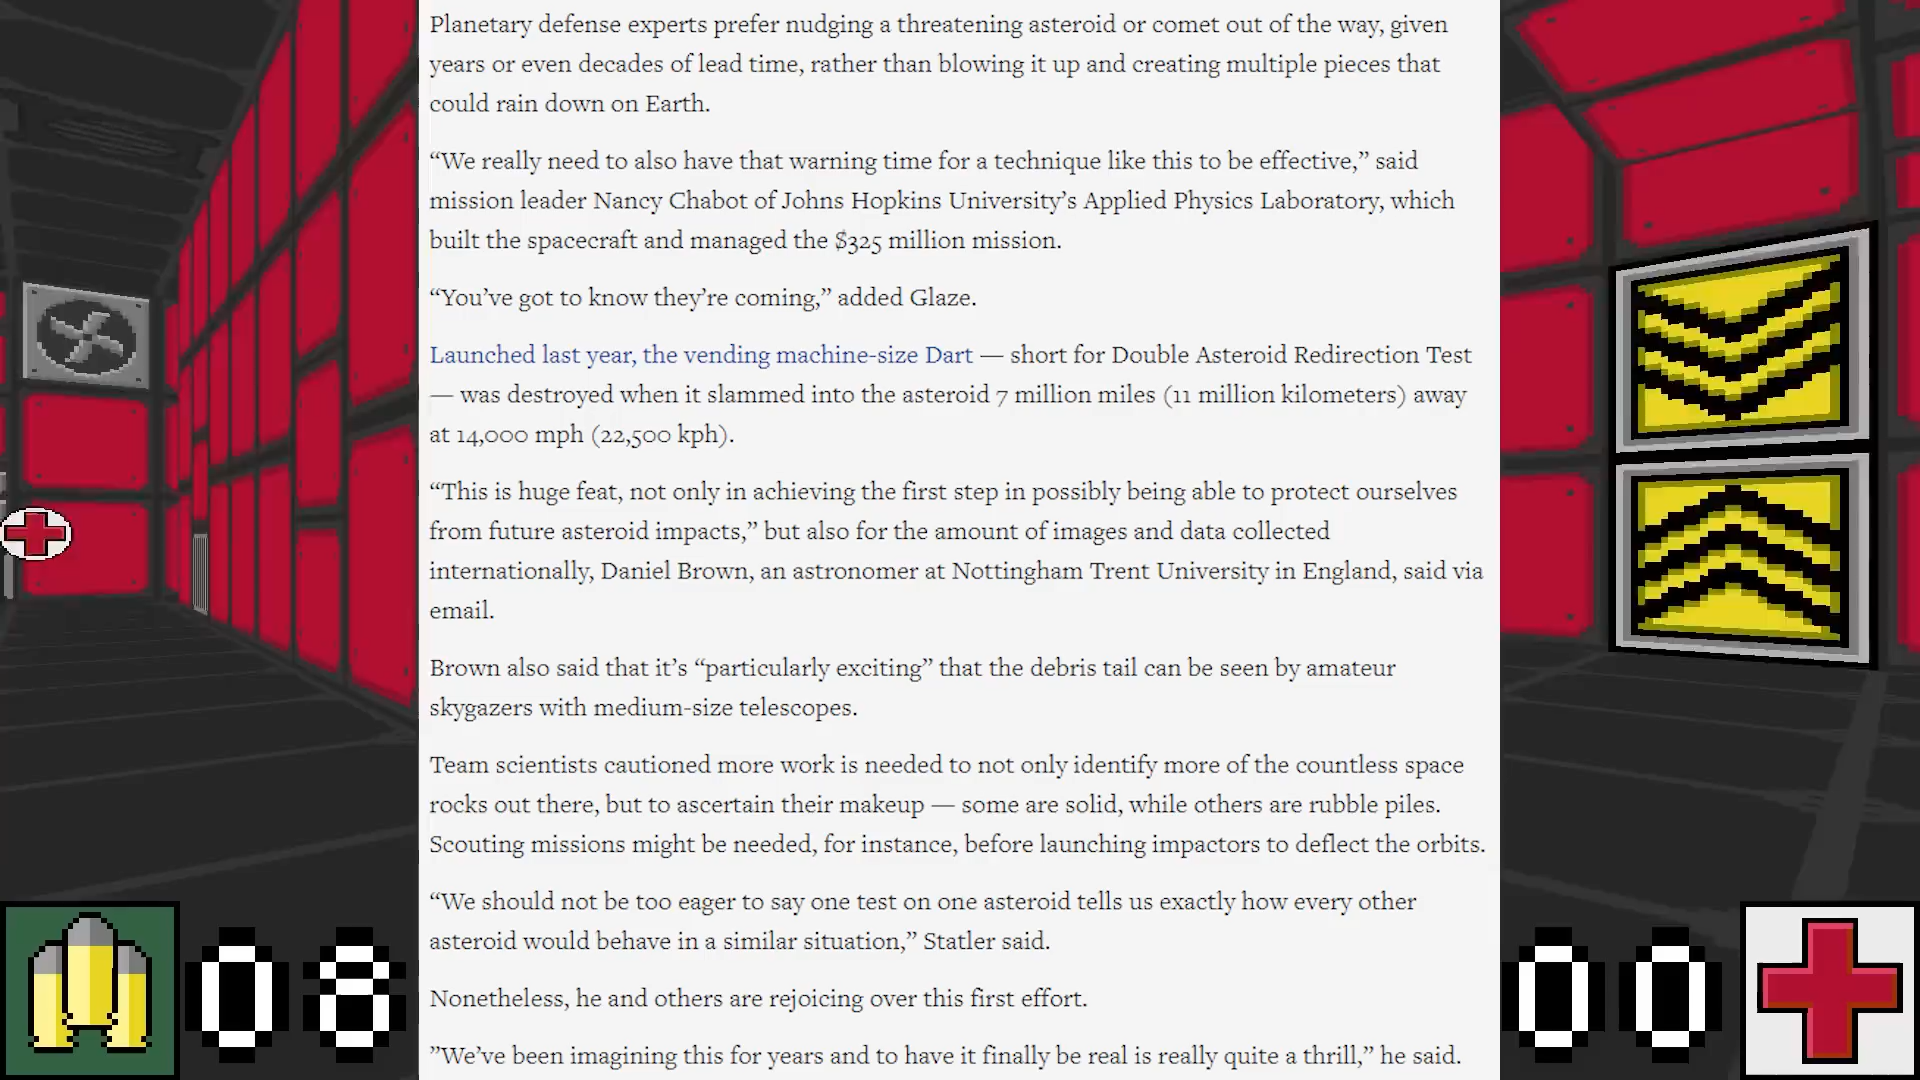 Planetary defense experts prefer nudging a threatening asteroid or comet out of the way, given
years or even decades of lead time, rather than blowing it up and creating multiple pieces that
could rain down on Earth.
“We really need to also have that warning time for a technique like this to be effective,” said
mission leader Nancy Chabot of Johns Hopkins University’s Applied Physics Laboratory, which
built the spacecraft and managed the $325 million mission.
“You’ve got to know they’re coming,” added Glaze.
Launched last year, the vending machine-size Dart — short for Double Asteroid Redirection Test
— was destroyed when it slammed into the asteroid 7 million miles (11 million kilometers) away
at 14,000 mph (22,500 kph).
“This is huge feat, not only in achieving the first step in possibly being able to protect ourselves
from future asteroid impacts,” but also for the amount of images and data collected
internationally, Daniel Brown, an astronomer at Nottingham Trent University in England, said via
email.
Brown also said that it’s “particularly exciting” that the debris tail can be seen by amateur
skygazers with medium-size telescopes.
Team scientists cautioned more work is needed to not only identify more of the countless space
rocks out there, but to ascertain their makeup — some are solid, while others are rubble piles.
Scouting missions might be needed, for instance, before launching impactors to deflect the orbits.
“We should not be too eager to say one test on one asteroid tells us exactly how every other
asteroid would behave in a similar situation,” Statler said.
Nonetheless, he and others are rejoicing over this first effort.
”We’ve been imagining this for years and to have it finally be real is really quite a thrill,” he said.
08
00